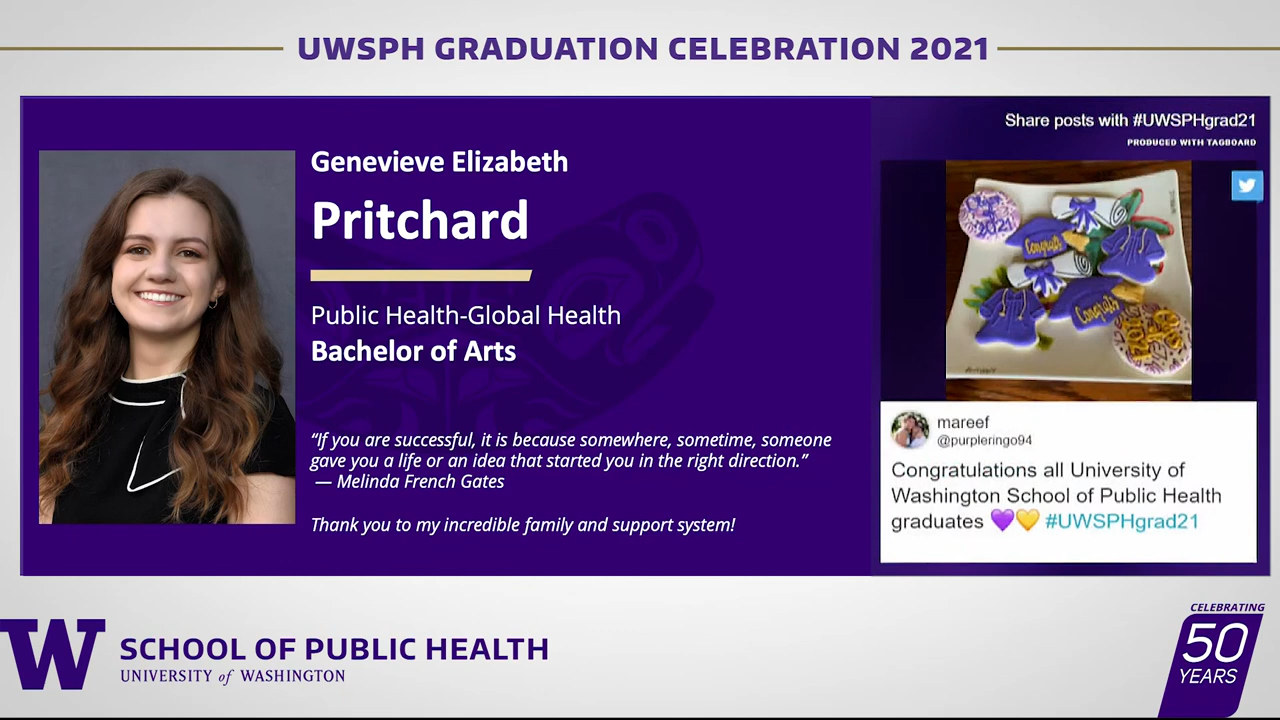 UWSPH GRADUATION CELEBRATION 2021
Genevieve Elizabeth
Pritchard
Public Health-Global Health
Bachelor of Arts
“If you are successful, it is because somewhere, sometime, someone
gave you a life or an idea that started you in the right direction.”
— Melinda French Gates
Thank you to my incredible family and support system!
Share posts with #UWSPHgrad21
PRODUCED WITH TAGBOARD
2021
Congrats
Congrats
mareef
@purpleringo94
Congratulations all University of
Washington School of Public Health
graduates 💜💛 #UWSPHgrad21
W
SCHOOL OF PUBLIC HEALTH
UNIVERSITY of WASHINGTON
CELEBRATING
50
YEARS